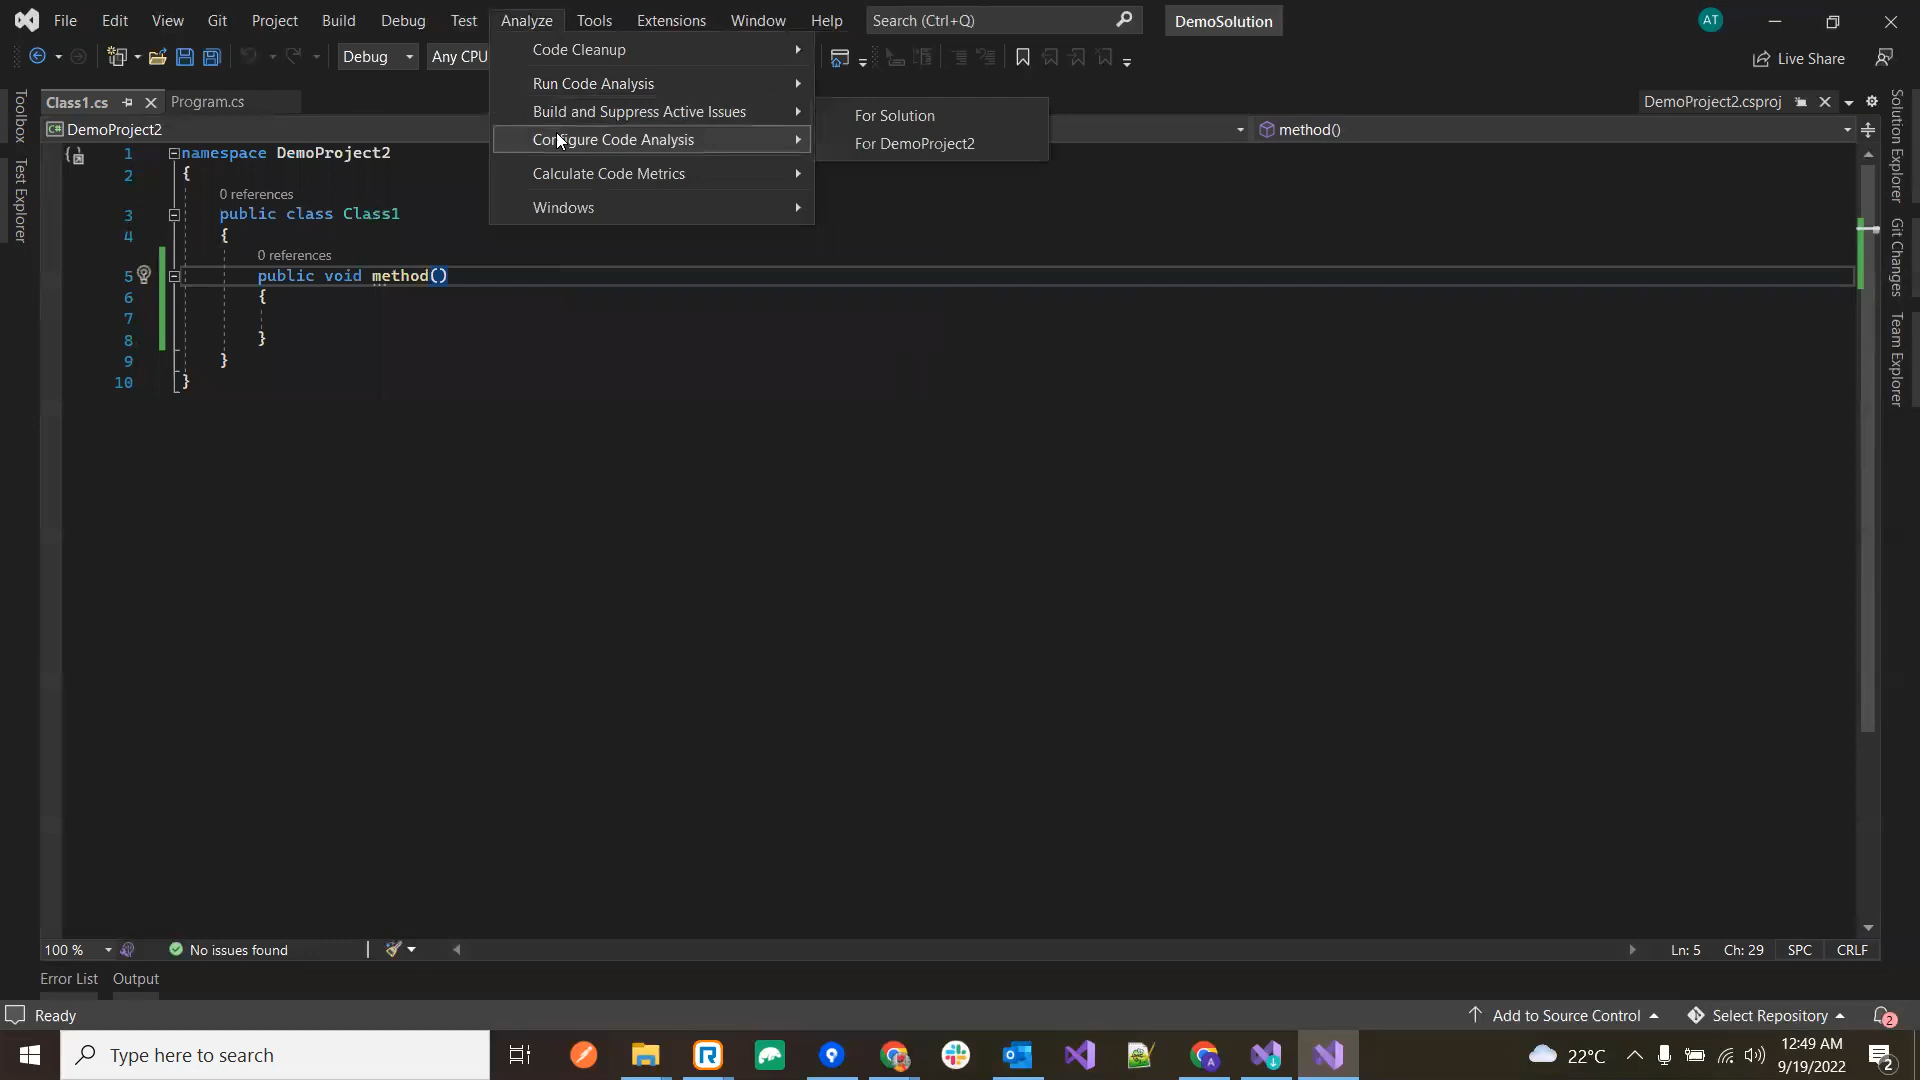 File Edit View Git Project Build Debug Test Analyze Tools Extensions Window Help Search (Ctrl+Q) DemoSolution AT
Debug Any CPU Live Share
Code Cleanup
Run Code Analysis
Build and Suppress Active Issues
Configure Code Analysis
Calculate Code Metrics
Windows
For Solution
For DemoProject2
Toolbox
Test Explorer
Class1.cs Program.cs DemoProject2.csproj
C# DemoProject2 method()
1 namespace DemoProject2
2 {
0 references
3 public class Class1
4 {
0 references
5 public void method()
6 {
7
8 }
9 }
10 }
Solution Explorer
Git Changes
Team Explorer
100 % No issues found Ln: 5 Ch: 29 SPC CRLF
Error List Output
Ready Add to Source Control Select Repository 2
Type here to search 22°C 12:49 AM
9/19/2022 2